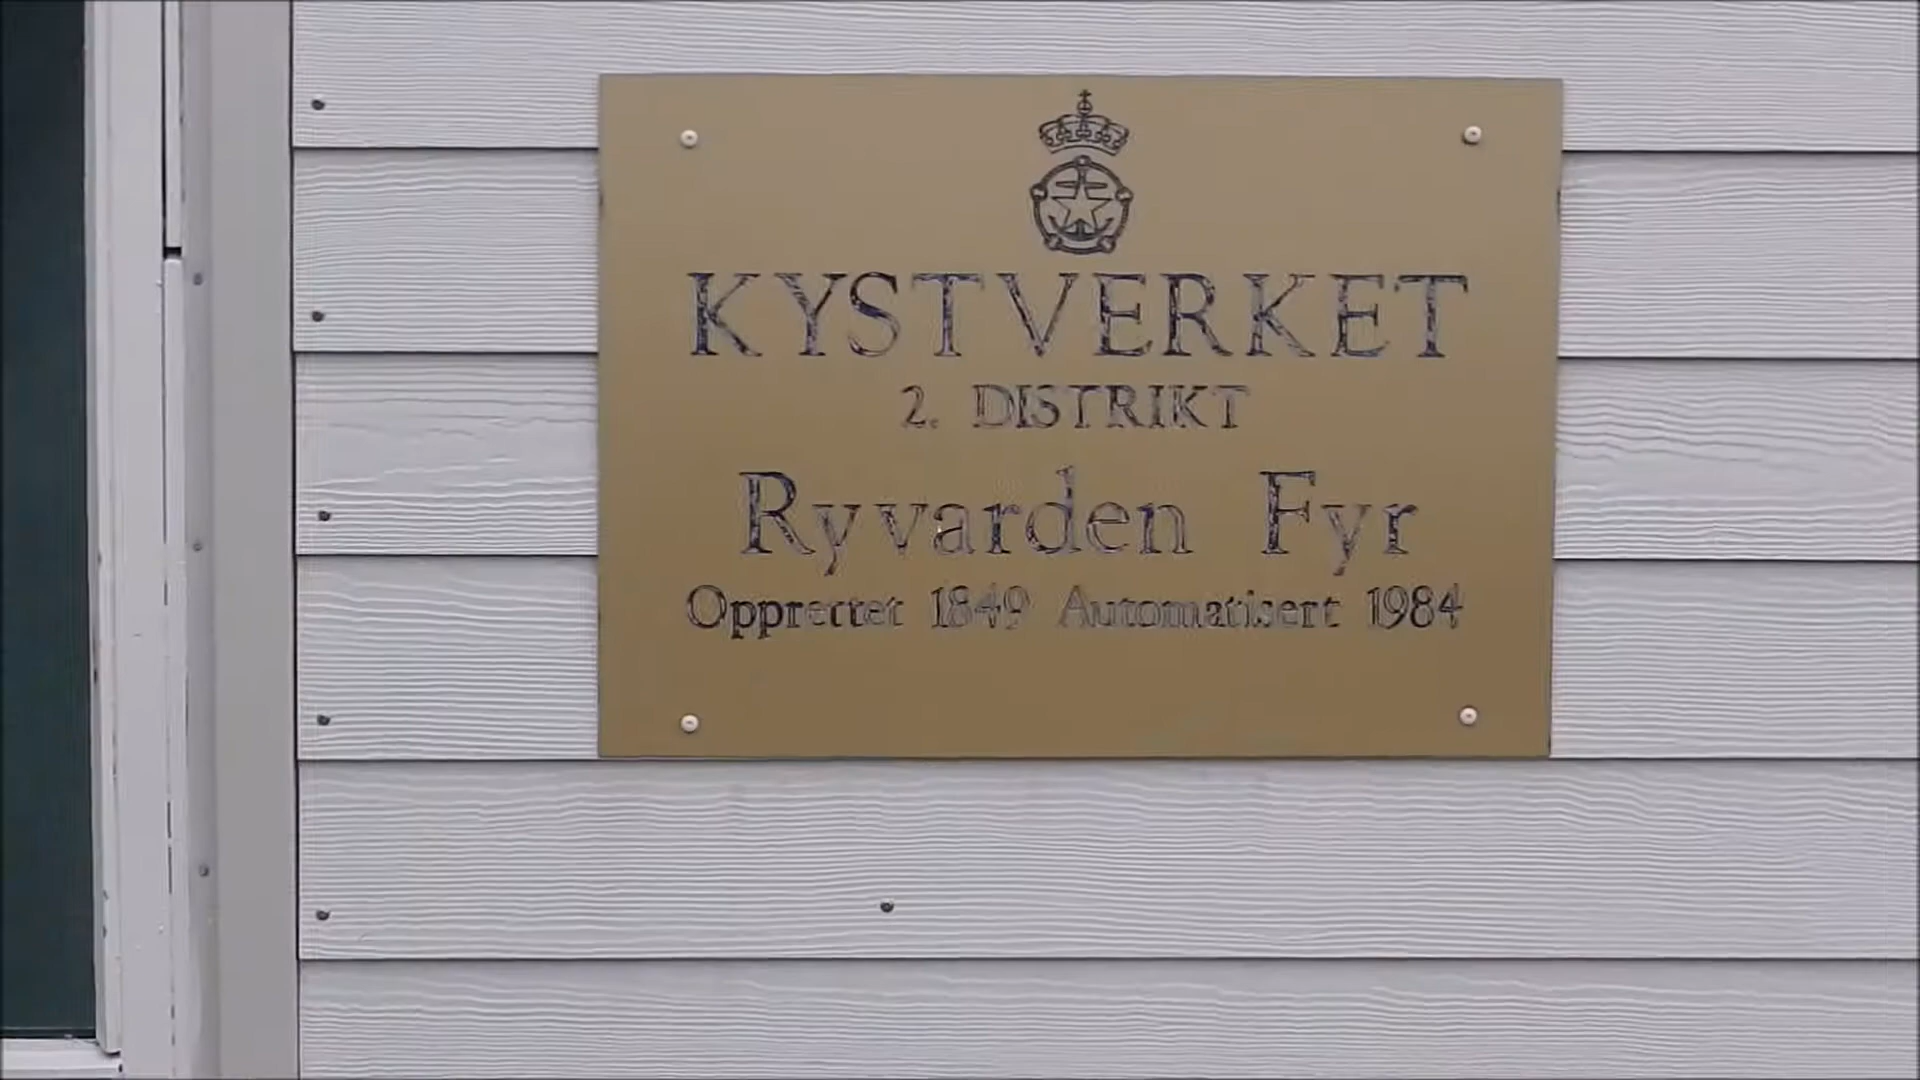 KYSTVERKET
2. DISTRIKT
Ryvarden Fyr
Opprettet 1849 Automatisert 1984